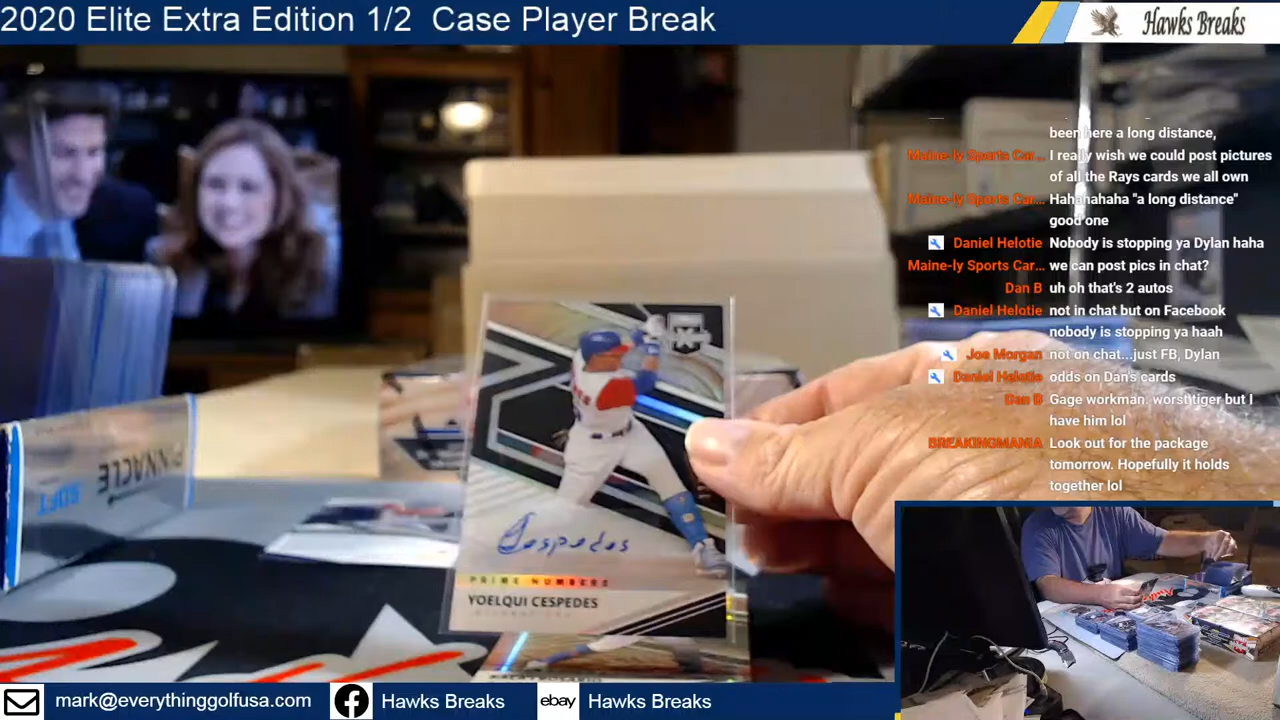 2020 Elite Extra Edition 1/2 Case Player Break
Hawks Breaks
been here a long distance,
Maine-ly Sports Car... I really wish we could post pictures
of all the Rays cards we all own
Maine-ly Sports Car... Hahahahaha "a long distance"
good one
Daniel Helotie Nobody is stopping ya Dylan haha
Maine-ly Sports Car... we can post pics in chat?
Dan B uh oh that's 2 autos
Daniel Helotie not in chat but on Facebook
nobody is stopping ya haah
Joe Morgan not on chat...just FB, Dylan
Daniel Helotie odds on Dan's cards
Dan B Gage workman, worst tiger but I
have him lol
BREAKINGMANIA Look out for the package
tomorrow. Hopefully it holds
together lol
PINNACLE
Cespedes
PRIME NUMBERS
YOELQUI CESPEDES
mark@everythinggolfusa.com
Hawks Breaks
ebay
Hawks Breaks